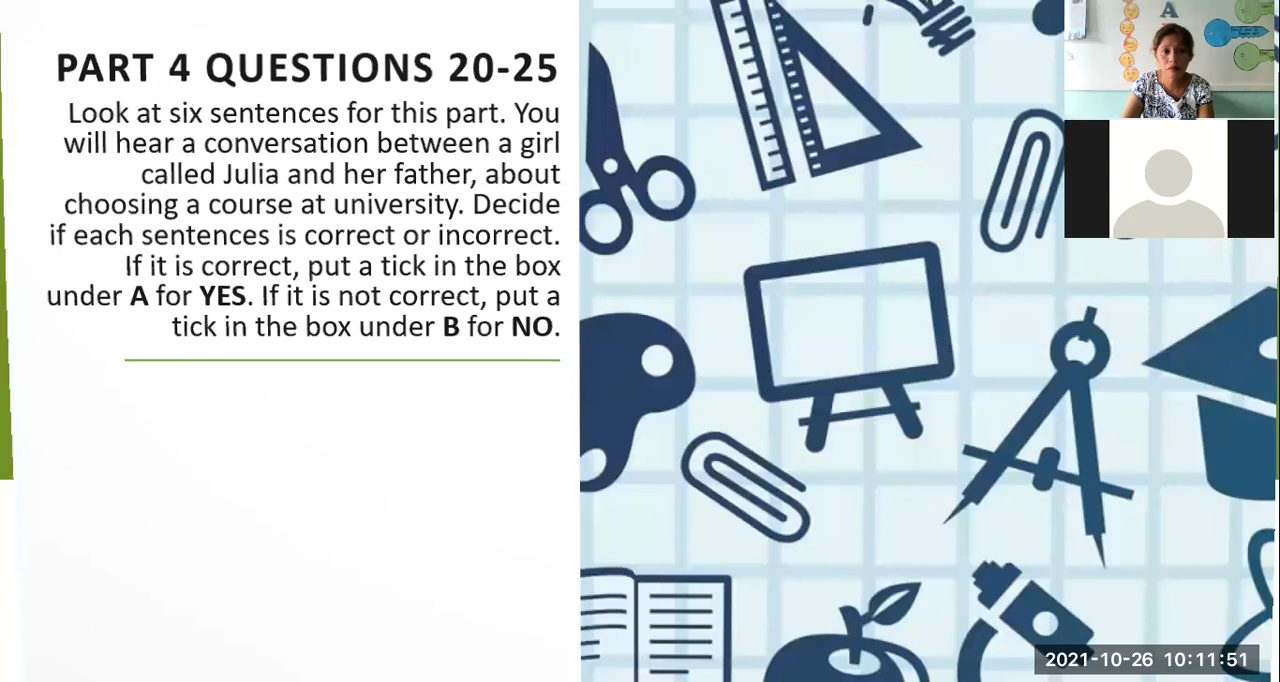 PART 4 QUESTIONS 20-25
Look at six sentences for this part. You
will hear a conversation between a girl
called Julia and her father, about
choosing a course at university. Decide
if each sentences is correct or incorrect.
If it is correct, put a tick in the box
under A for YES. If it is not correct, put a
tick in the box under B for NO.
A
2021-10-26 10:11:51